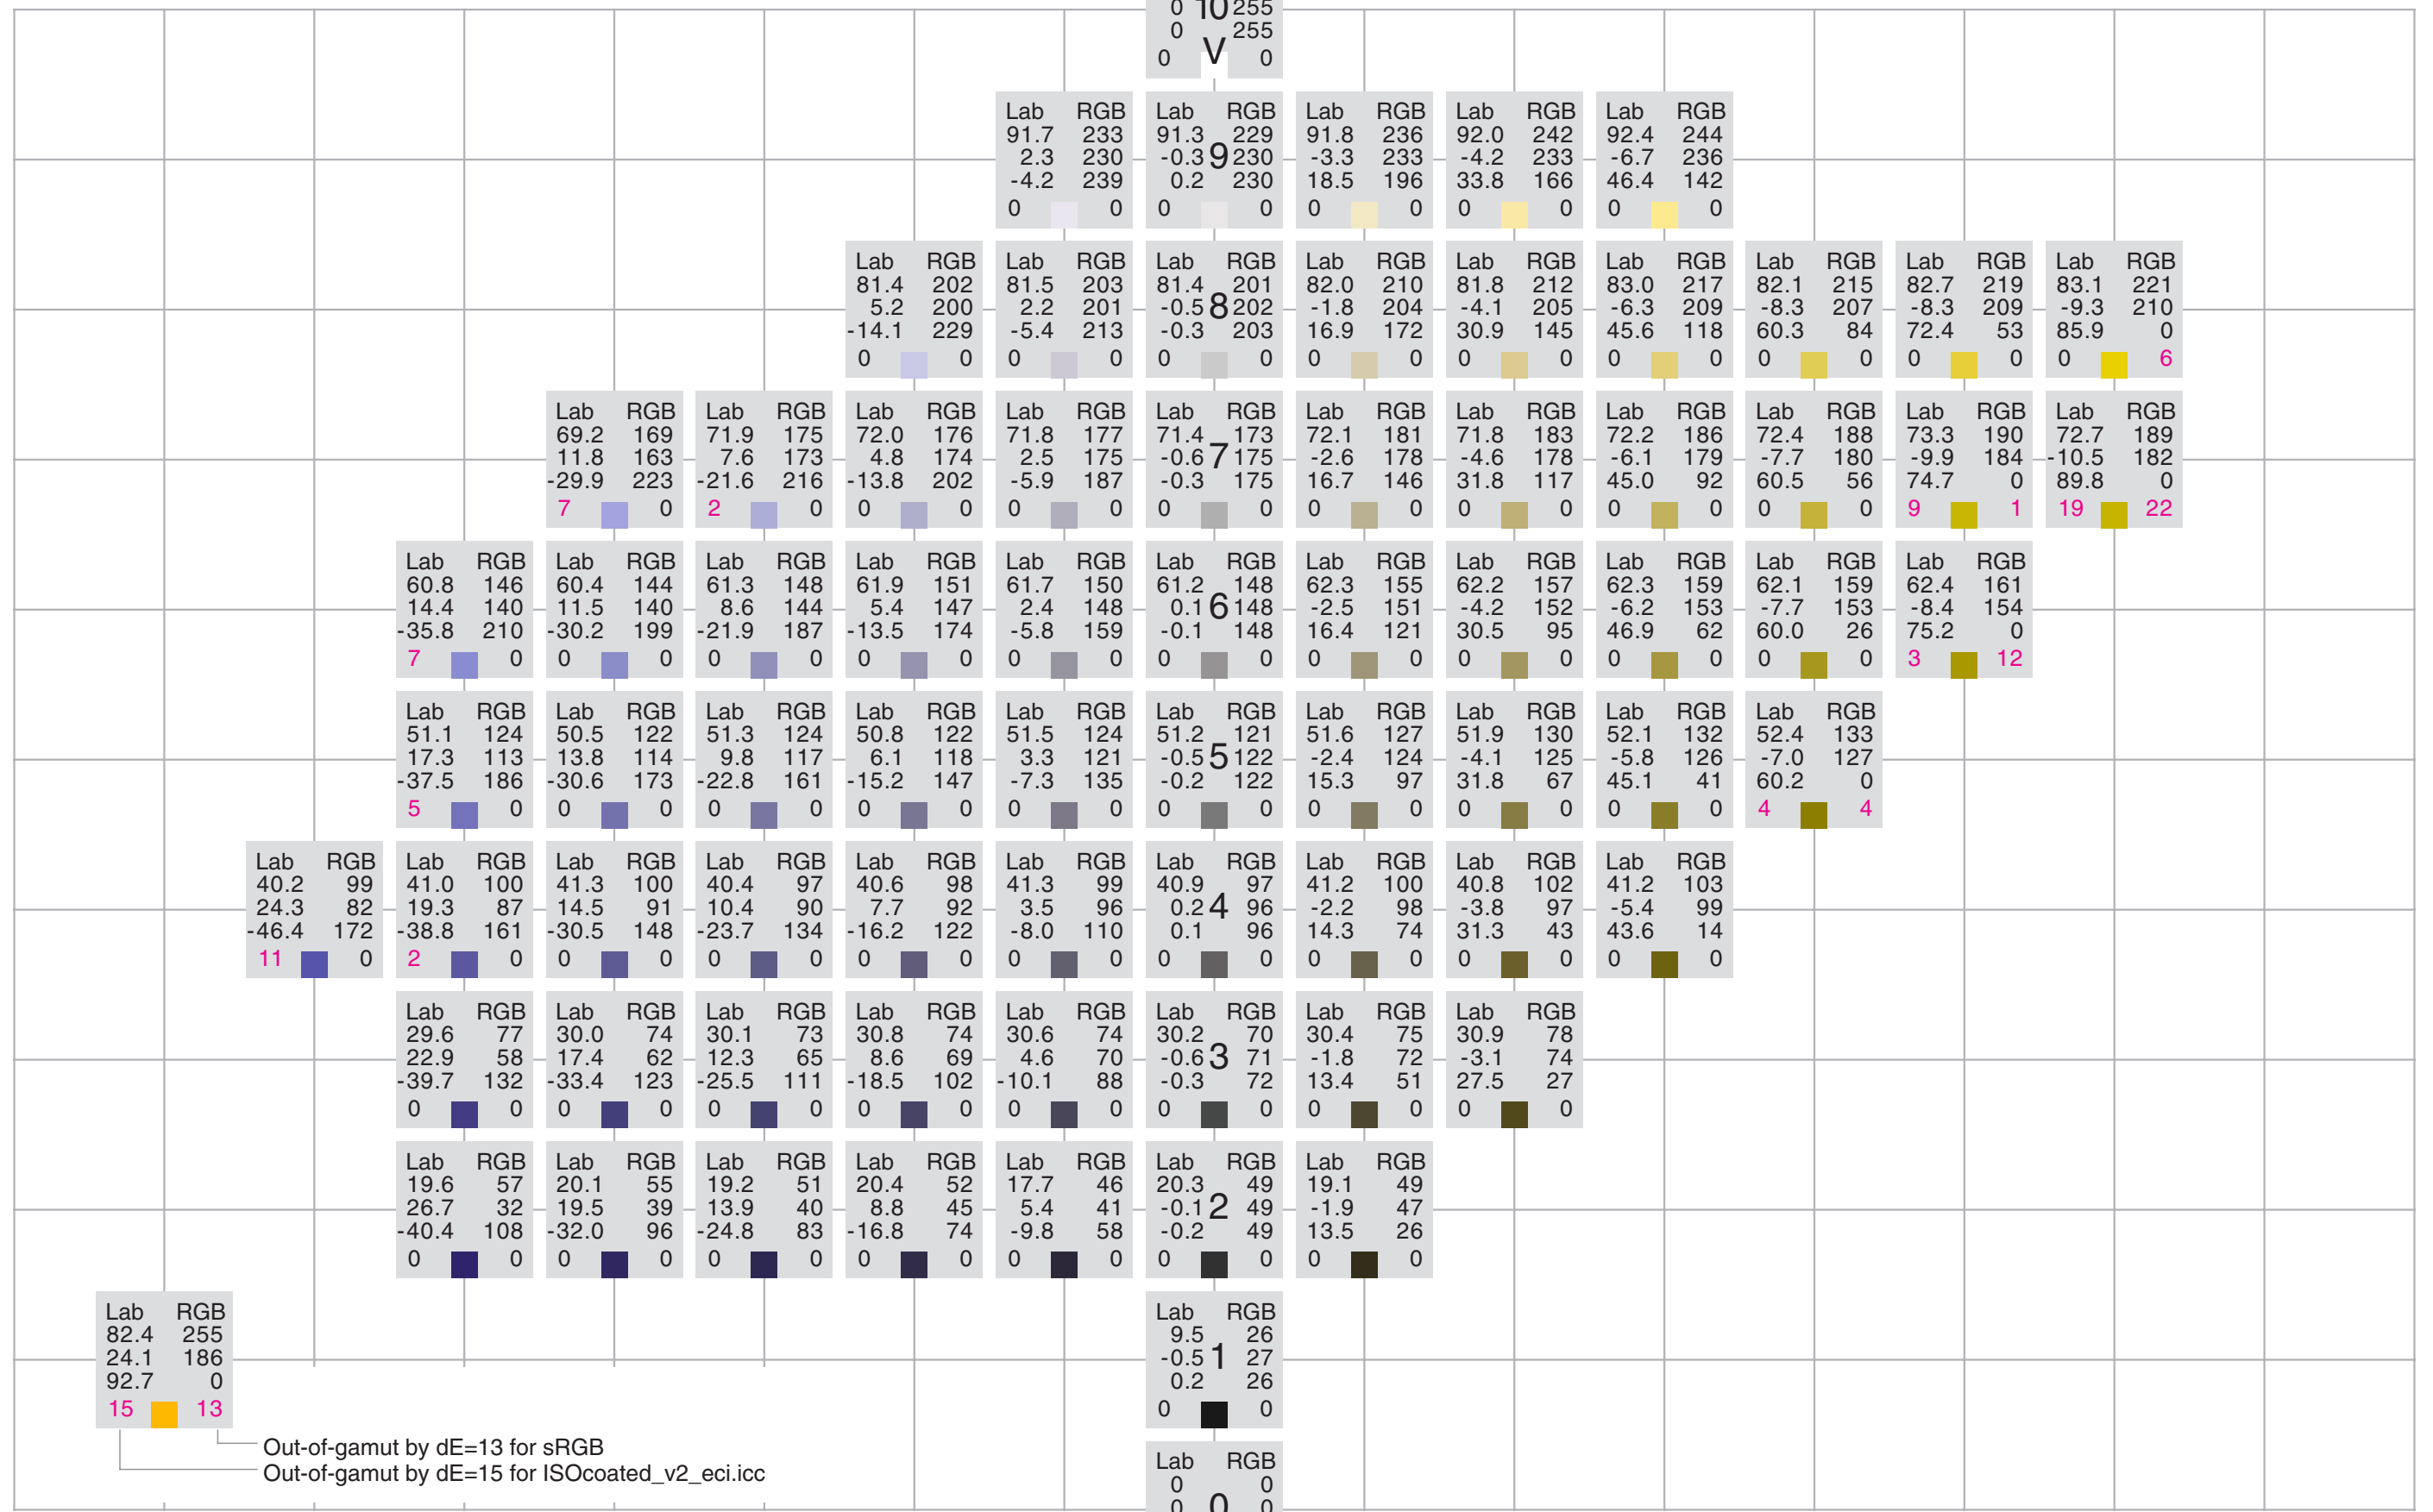 0 10 255
0 255
V
0 0
Lab RGB Lab RGB Lab RGB Lab RGB Lab RGB
91.7 233 91.3 229 91.8 236 92.0 242 92.4 244
2.3 230 -0.3 9 230 -3.3 233 -4.2 233 -6.7 236
-4.2 239 0.2 230 18.5 196 33.8 166 46.4 142
0 0 0 0 0 0 0 0 0 0
Lab RGB Lab RGB Lab RGB Lab RGB Lab RGB Lab RGB Lab RGB Lab RGB Lab RGB
81.4 202 81.5 203 81.4 201 82.0 210 81.8 212 83.0 217 82.1 215 82.7 219 83.1 221
5.2 200 2.2 201 -0.5 8 202 -1.8 204 -4.1 205 -6.3 209 -8.3 207 -8.3 209 -9.3 210
-14.1 229 -5.4 213 -0.3 203 16.9 172 30.9 145 45.6 118 60.3 84 72.4 53 85.9 0
0 0 0 0 0 0 0 0 0 0 0 0 0 0 0 0 0 6
Lab RGB Lab RGB Lab RGB Lab RGB Lab RGB Lab RGB Lab RGB Lab RGB Lab RGB Lab RGB Lab RGB
69.2 169 71.9 175 72.0 176 71.8 177 71.4 173 72.1 181 71.8 183 72.2 186 72.4 188 73.3 190 72.7 189
11.8 163 7.6 173 4.8 174 2.5 175 -0.6 7 175 -2.6 178 -4.6 178 -6.1 179 -7.7 180 -9.9 184 -10.5 182
-29.9 223 -21.6 216 -13.8 202 -5.9 187 -0.3 175 16.7 146 31.8 117 45.0 92 60.5 56 74.7 0 89.8 0
7 0 2 0 0 0 0 0 0 0 0 0 0 0 0 0 0 0 9 1 19 22
Lab RGB Lab RGB Lab RGB Lab RGB Lab RGB Lab RGB Lab RGB Lab RGB Lab RGB Lab RGB Lab RGB
60.8 146 60.4 144 61.3 148 61.9 151 61.7 150 61.2 148 62.3 155 62.2 157 62.3 159 62.1 159 62.4 161
14.4 140 11.5 140 8.6 144 5.4 147 2.4 148 0.1 6 148 -2.5 151 -4.2 152 -6.2 153 -7.7 153 -8.4 154
-35.8 210 -30.2 199 -21.9 187 -13.5 174 -5.8 159 -0.1 148 16.4 121 30.5 95 46.9 62 60.0 26 75.2 0
7 0 0 0 0 0 0 0 0 0 0 0 0 0 0 0 0 0 0 0 3 12
Lab RGB Lab RGB Lab RGB Lab RGB Lab RGB Lab RGB Lab RGB Lab RGB Lab RGB Lab RGB
51.1 124 50.5 122 51.3 124 50.8 122 51.5 124 51.2 121 51.6 127 51.9 130 52.1 132 52.4 133
17.3 113 13.8 114 9.8 117 6.1 118 3.3 121 -0.5 5 122 -2.4 124 -4.1 125 -5.8 126 -7.0 127
-37.5 186 -30.6 173 -22.8 161 -15.2 147 -7.3 135 -0.2 122 15.3 97 31.8 67 45.1 41 60.2 0
5 0 0 0 0 0 0 0 0 0 0 0 0 0 0 0 0 0 4 4
Lab RGB Lab RGB Lab RGB Lab RGB Lab RGB Lab RGB Lab RGB Lab RGB Lab RGB Lab RGB
40.2 99 41.0 100 41.3 100 40.4 97 40.6 98 41.3 99 40.9 97 41.2 100 40.8 102 41.2 103
24.3 82 19.3 87 14.5 91 10.4 90 7.7 92 3.5 96 0.2 4 96 -2.2 98 -3.8 97 -5.4 99
-46.4 172 -38.8 161 -30.5 148 -23.7 134 -16.2 122 -8.0 110 0.1 96 14.3 74 31.3 43 43.6 14
11 0 2 0 0 0 0 0 0 0 0 0 0 0 0 0 0 0 0 0
Lab RGB Lab RGB Lab RGB Lab RGB Lab RGB Lab RGB Lab RGB Lab RGB
29.6 77 30.0 74 30.1 73 30.8 74 30.6 74 30.2 70 30.4 75 30.9 78
22.9 58 17.4 62 12.3 65 8.6 69 4.6 70 -0.6 3 71 -1.8 72 -3.1 74
-39.7 132 -33.4 123 -25.5 111 -18.5 102 -10.1 88 -0.3 72 13.4 51 27.5 27
0 0 0 0 0 0 0 0 0 0 0 0 0 0 0 0
Lab RGB Lab RGB Lab RGB Lab RGB Lab RGB Lab RGB Lab RGB
19.6 57 20.1 55 19.2 51 20.4 52 17.7 46 20.3 49 19.1 49
26.7 32 19.5 39 13.9 40 8.8 45 5.4 41 -0.1 2 49 -1.9 47
-40.4 108 -32.0 96 -24.8 83 -16.8 74 -9.8 58 -0.2 49 13.5 26
0 0 0 0 0 0 0 0 0 0 0 0 0 0
Lab RGB Lab RGB
82.4 255 9.5 26
24.1 186 -0.5 1 27
92.7 0 0.2 26
15 13 0 0
Out-of-gamut by dE=13 for sRGB
Out-of-gamut by dE=15 for ISOcoated_v2_eci.icc
Lab RGB
0 0
0 0 0